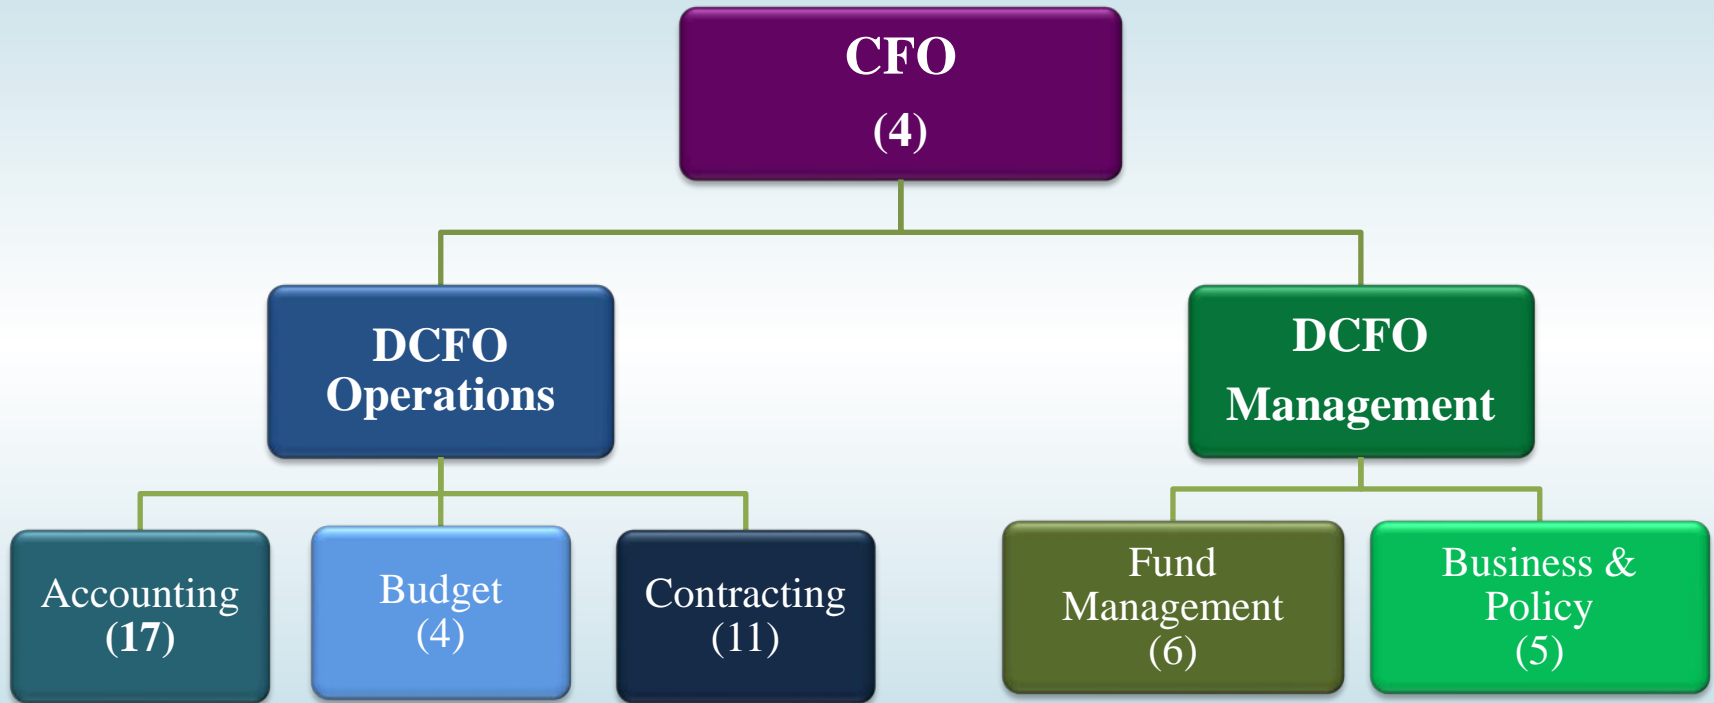 CFO
(4)
DCFO
Operations
DCFO
Management
Accounting
(17)
Budget
(4)
Contracting
(11)
Fund
Management
(6)
Business &
Policy
(5)